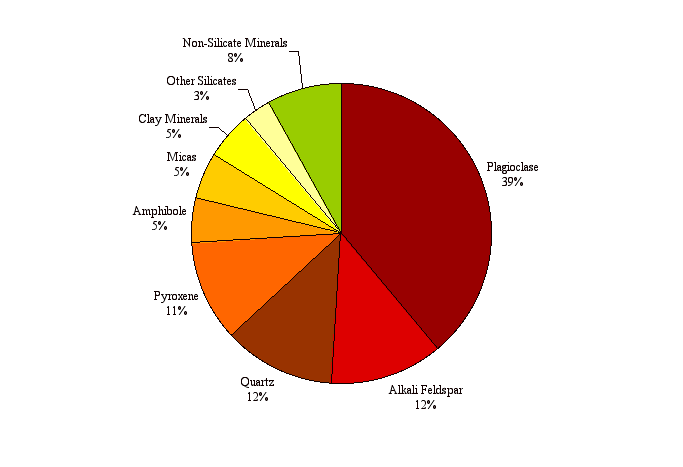 Non-Silicate Minerals
8%
Other Silicates
3%
Clay Minerals
5%
Micas
5%
Plagioclase
39%
Amphibole
5%
Pyroxene
11%
Quartz
12%
Alkali Feldspar
12%